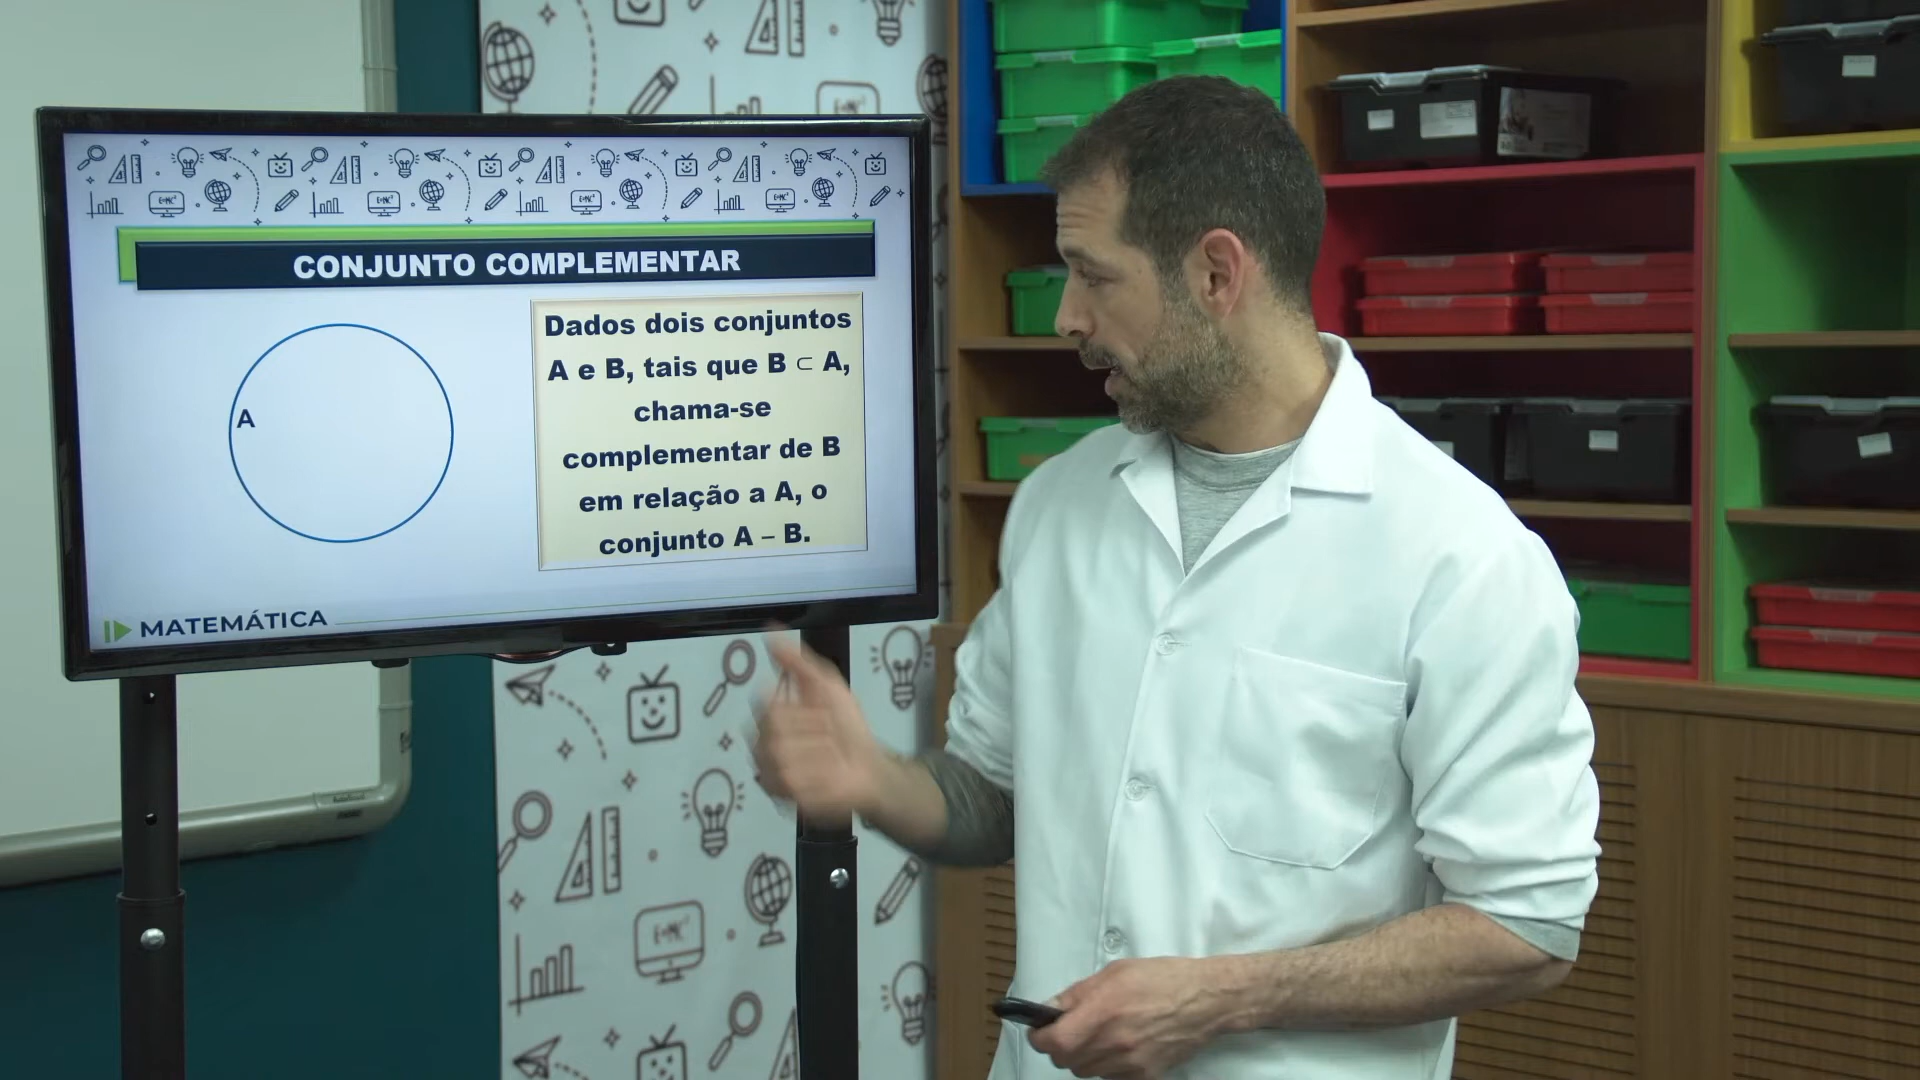 CONJUNTO COMPLEMENTAR
A
Dados dois conjuntos
A e B, tais que B ⊂ A,
chama-se
complementar de B
em relação a A, o
conjunto A – B.
MATEMÁTICA